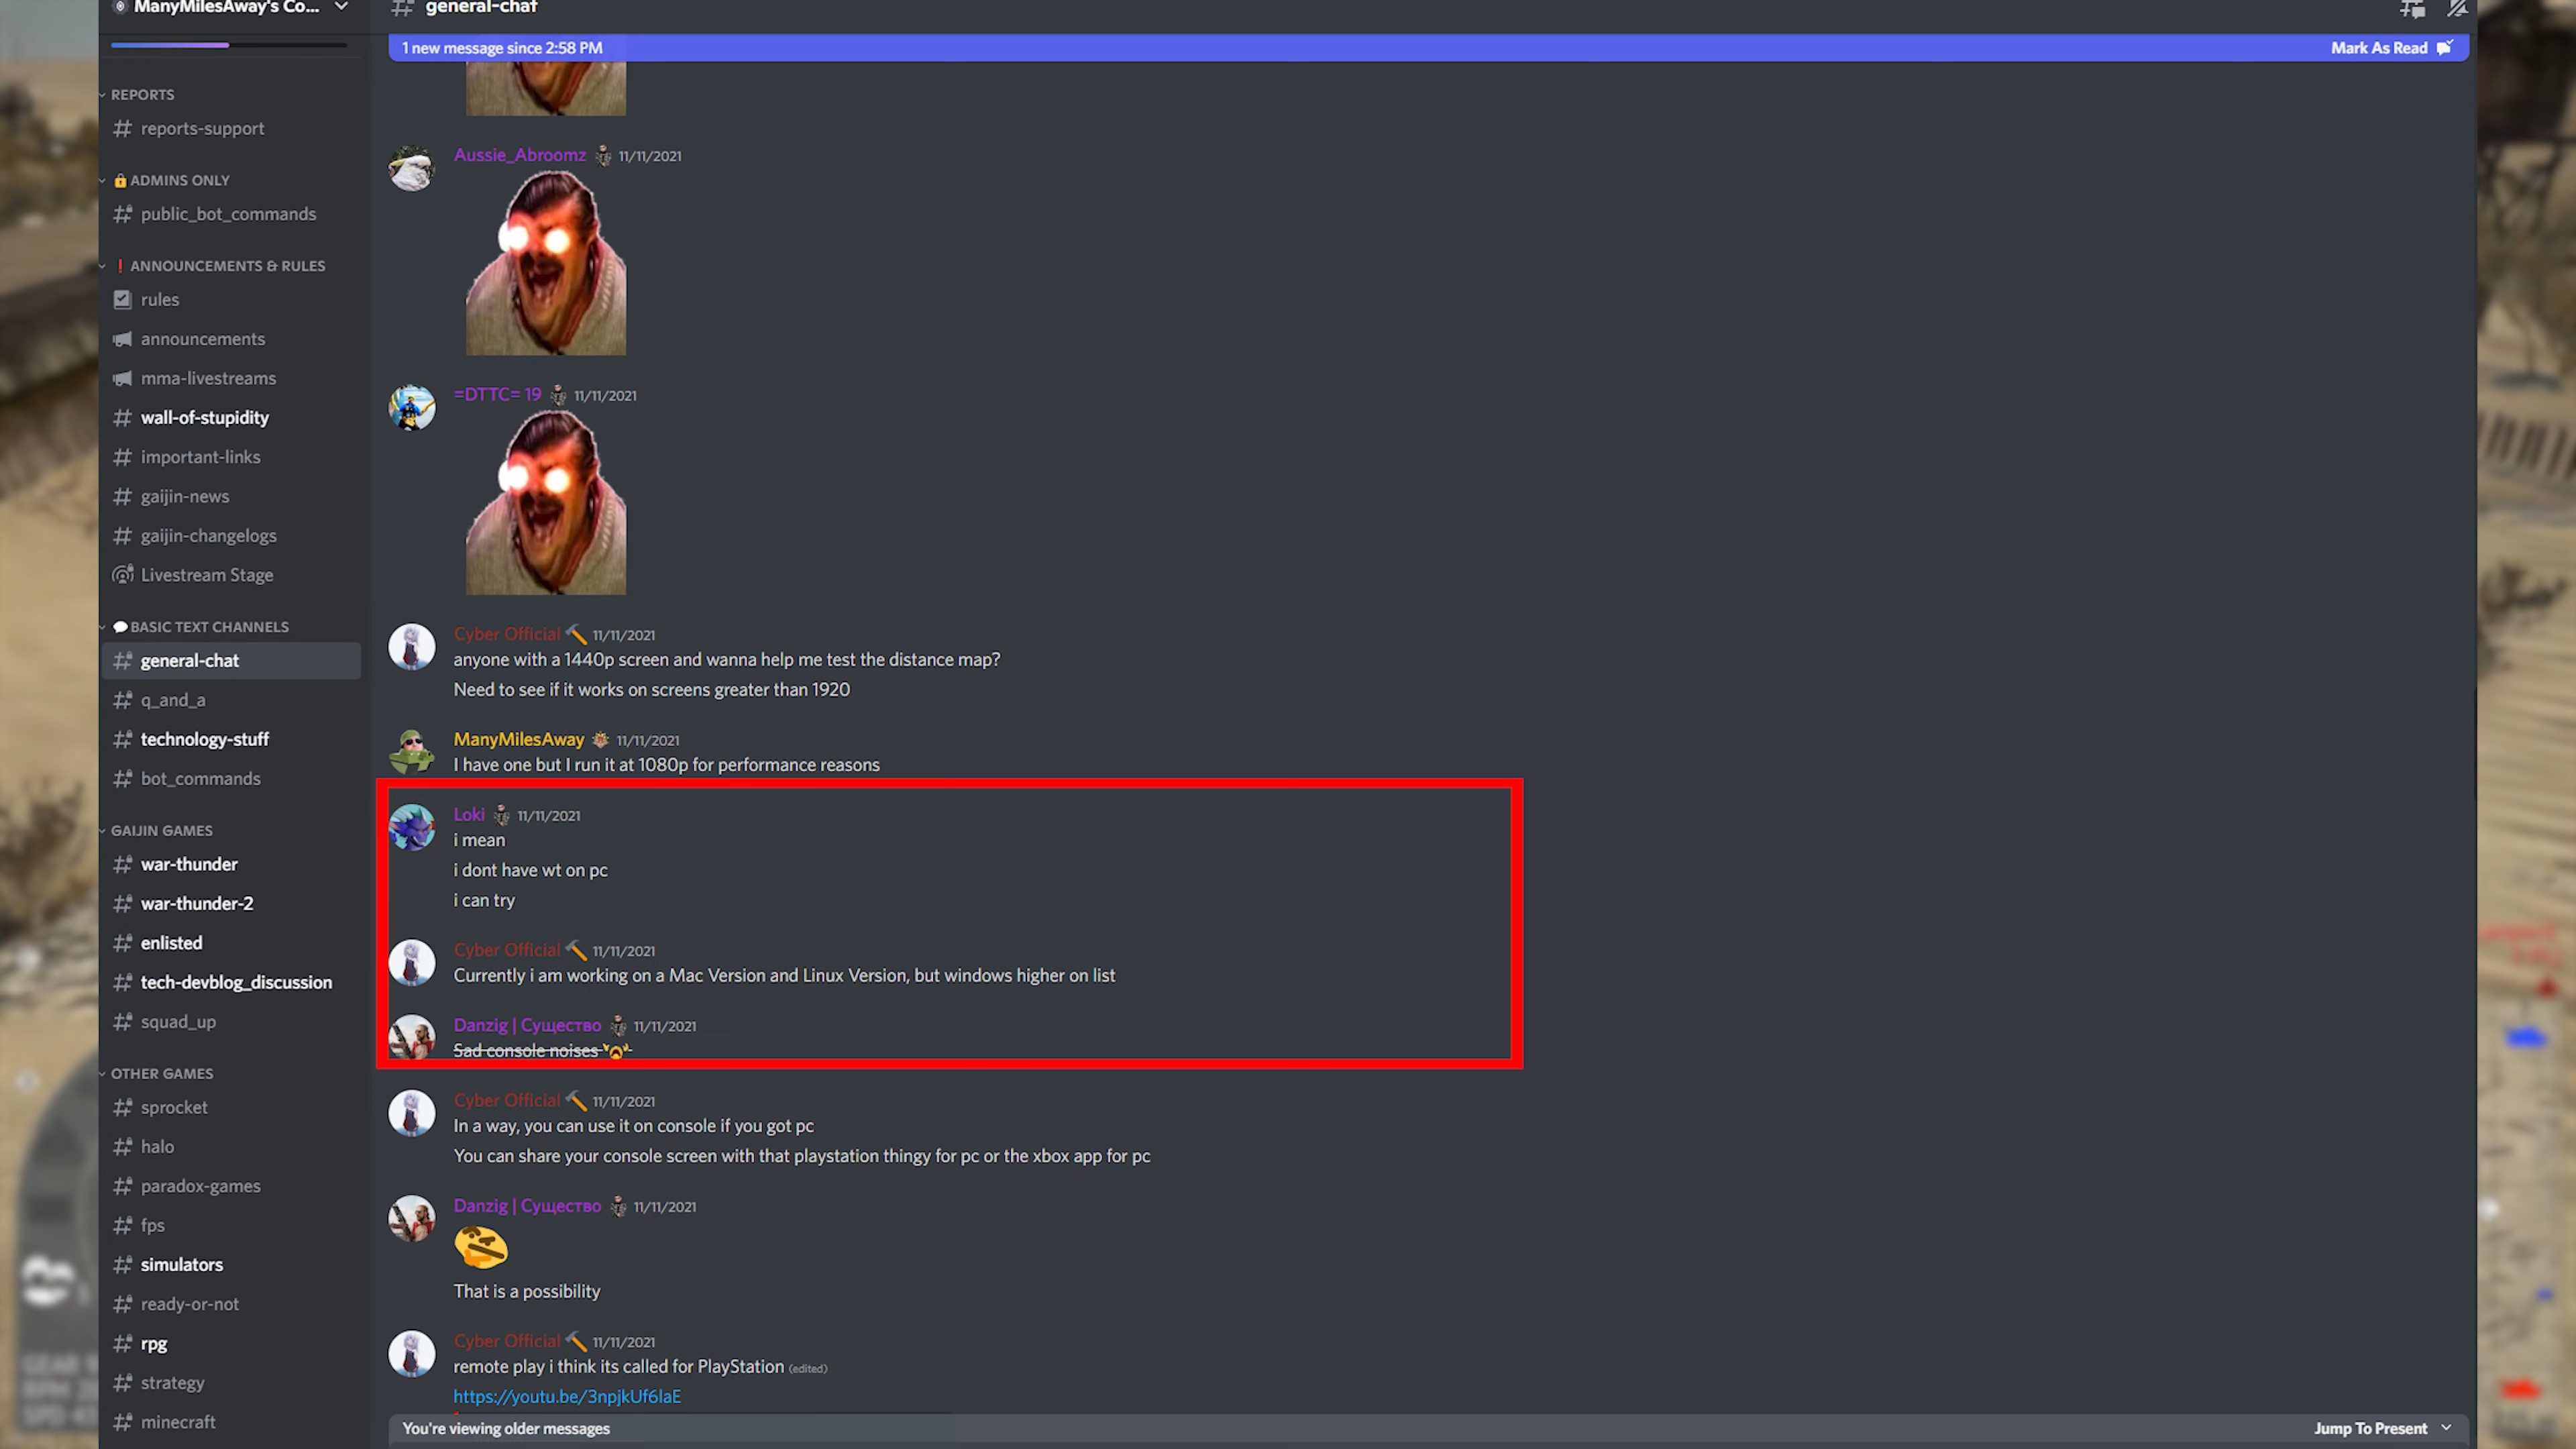 ManyMilesAway's Co...
REPORTS
reports-support
ADMINS ONLY
public_bot_commands
ANNOUNCEMENTS & RULES
rules
announcements
mma-livestreams
wall-of-stupidity
important-links
gaijin-news
gaijin-changelogs
Livestream Stage
BASIC TEXT CHANNELS
general-chat
q_and_a
technology-stuff
bot_commands
GAIJIN GAMES
war-thunder
war-thunder-2
enlisted
tech-devblog_discussion
squad_up
OTHER GAMES
sprocket
halo
paradox-games
fps
simulators
ready-or-not
rpg
strategy
minecraft
general-chat
1 new message since 2:58 PM Mark As Read
Aussie_Abroomz 11/11/2021
=DTTC= 19 11/11/2021
Cyber Official 11/11/2021
anyone with a 1440p screen and wanna help me test the distance map?
Need to see if it works on screens greater than 1920
ManyMilesAway 11/11/2021
I have one but I run it at 1080p for performance reasons
Loki 11/11/2021
i mean
i dont have wt on pc
i can try
Cyber Official 11/11/2021
Currently i am working on a Mac Version and Linux Version, but windows higher on list
Danzig | Существо 11/11/2021
Sad console noises
Cyber Official 11/11/2021
In a way, you can use it on console if you got pc
You can share your console screen with that playstation thingy for pc or the xbox app for pc
Danzig | Существо 11/11/2021
That is a possibility
Cyber Official 11/11/2021
remote play i think its called for PlayStation (edited)
https://youtu.be/3npjkUf6laE
You're viewing older messages Jump To Present